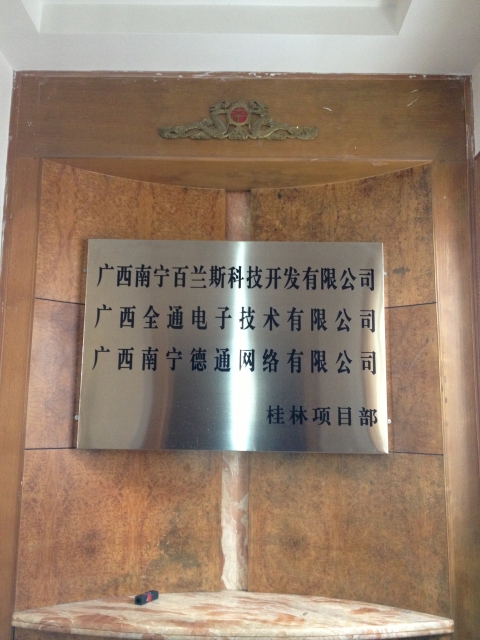 广西南宁百兰斯科技开发有限公司
广西全通电子技术有限公司
广西南宁德通网络有限公司
桂林项目部